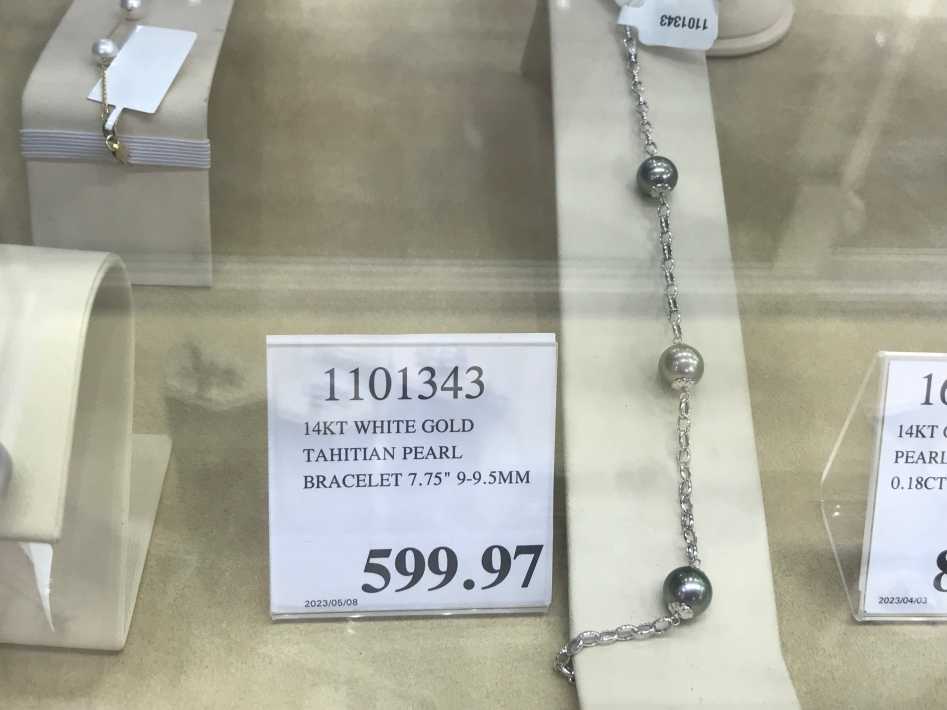 1101343
1101343
14KT WHITE GOLD
TAHITIAN PEARL
BRACELET 7.75" 9-9.5MM
599.97
2023/05/08
14KT
PEARL
0.18CT
2023/04/03